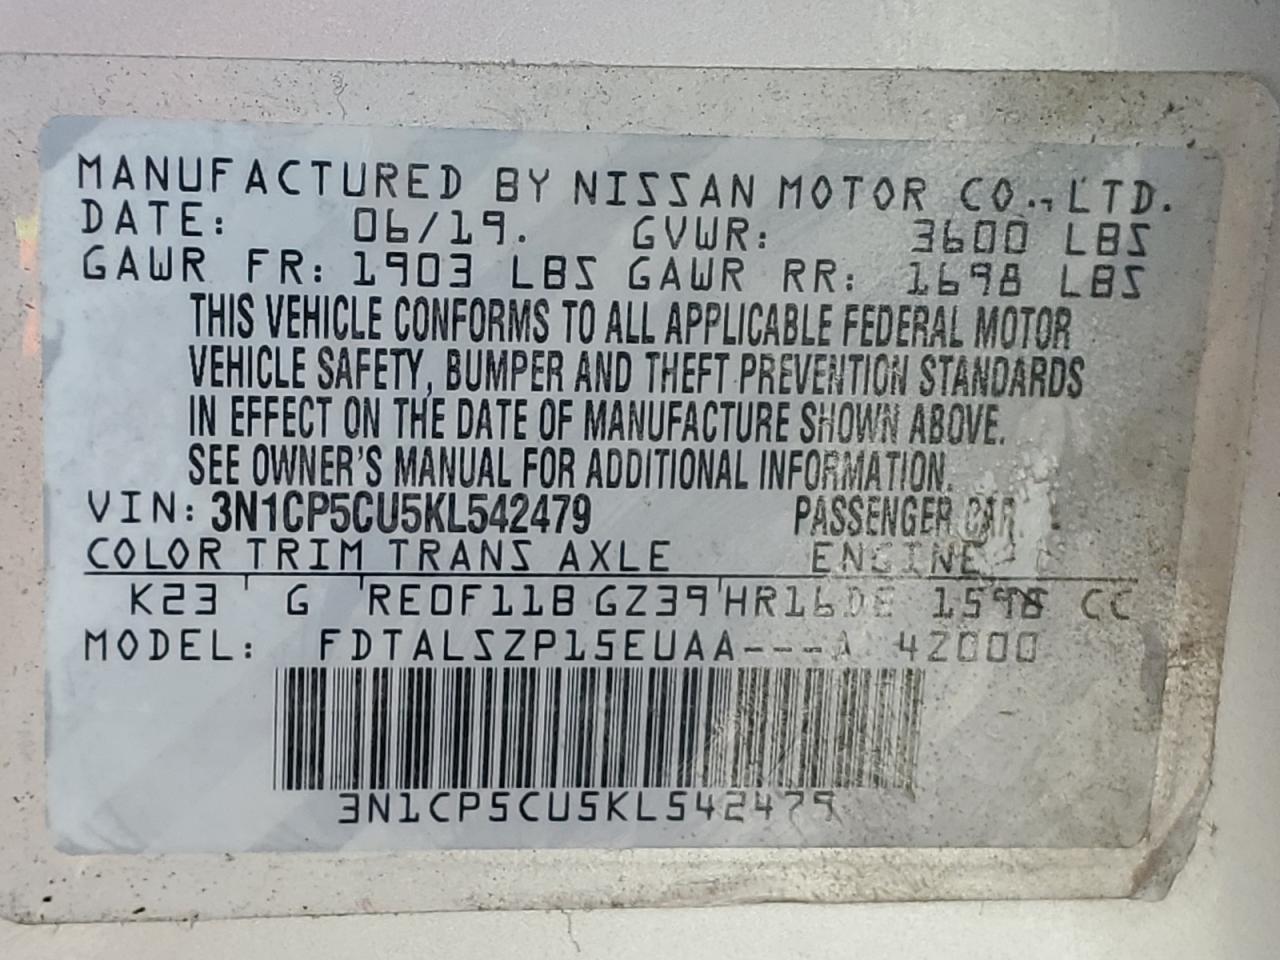 MANUFACTURED BY NISSAN MOTOR CO., LTD.
DATE: 06/19. GVWR: 3600 LBS
GAWR FR: 1903 LBS GAWR RR: 1698 LBS
THIS VEHICLE CONFORMS TO ALL APPLICABLE FEDERAL MOTOR
VEHICLE SAFETY, BUMPER AND THEFT PREVENTION STANDARDS
IN EFFECT ON THE DATE OF MANUFACTURE SHOWN ABOVE.
SEE OWNER'S MANUAL FOR ADDITIONAL INFORMATION.
VIN: 3N1CP5CU5KL542479 PASSENGER CAR
COLOR TRIM TRANS AXLE ENGINE
K23 G RE0F11B GZ39 HR16DE 1598 CC
MODEL: FDTALSZP15EUAA----A 42000
3N1CP5CU5KL542479